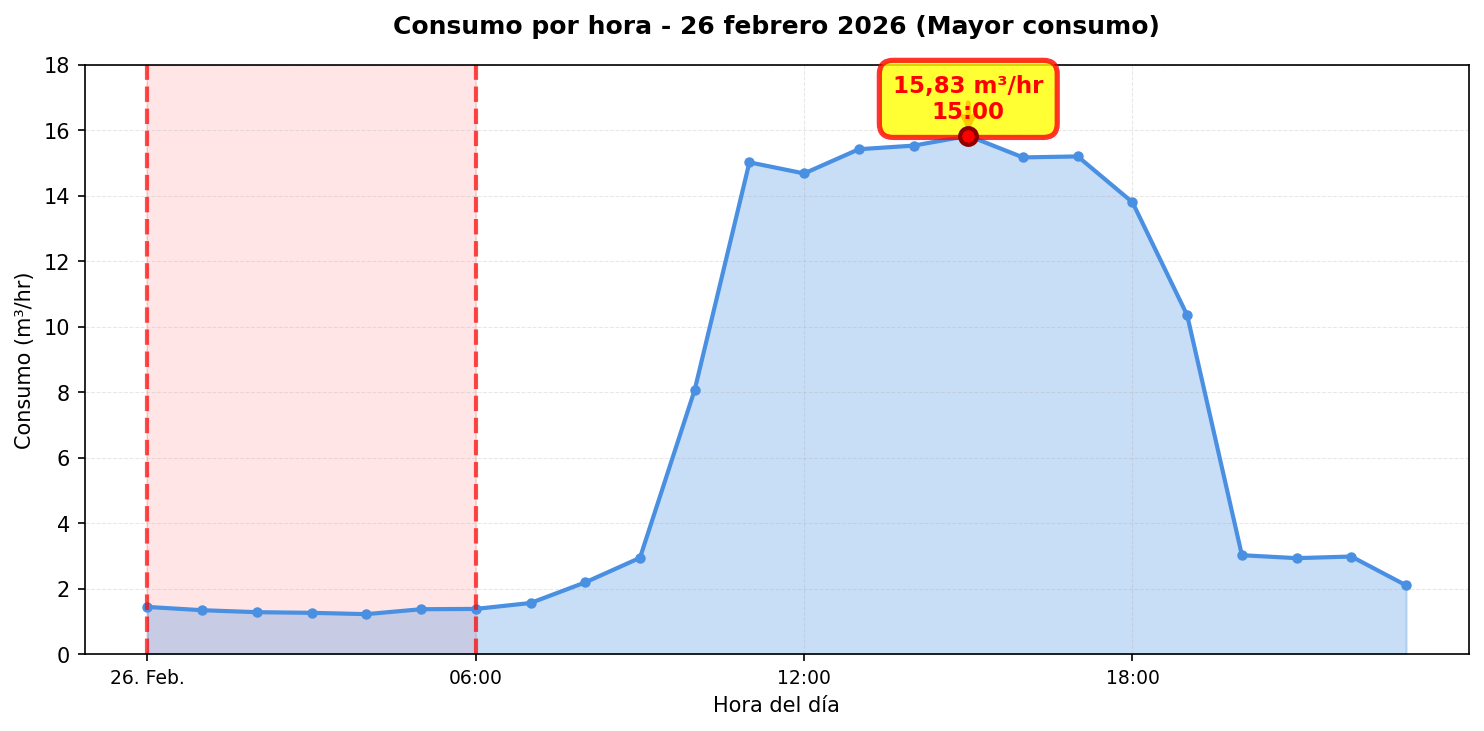 Consumo por hora - 26 febrero 2026 (Mayor consumo)
15,83 m³/hr
15:00
18
16
14
12
10
8
6
4
2
0
Consumo (m³/hr)
26. Feb.
06:00
12:00
18:00
Hora del día